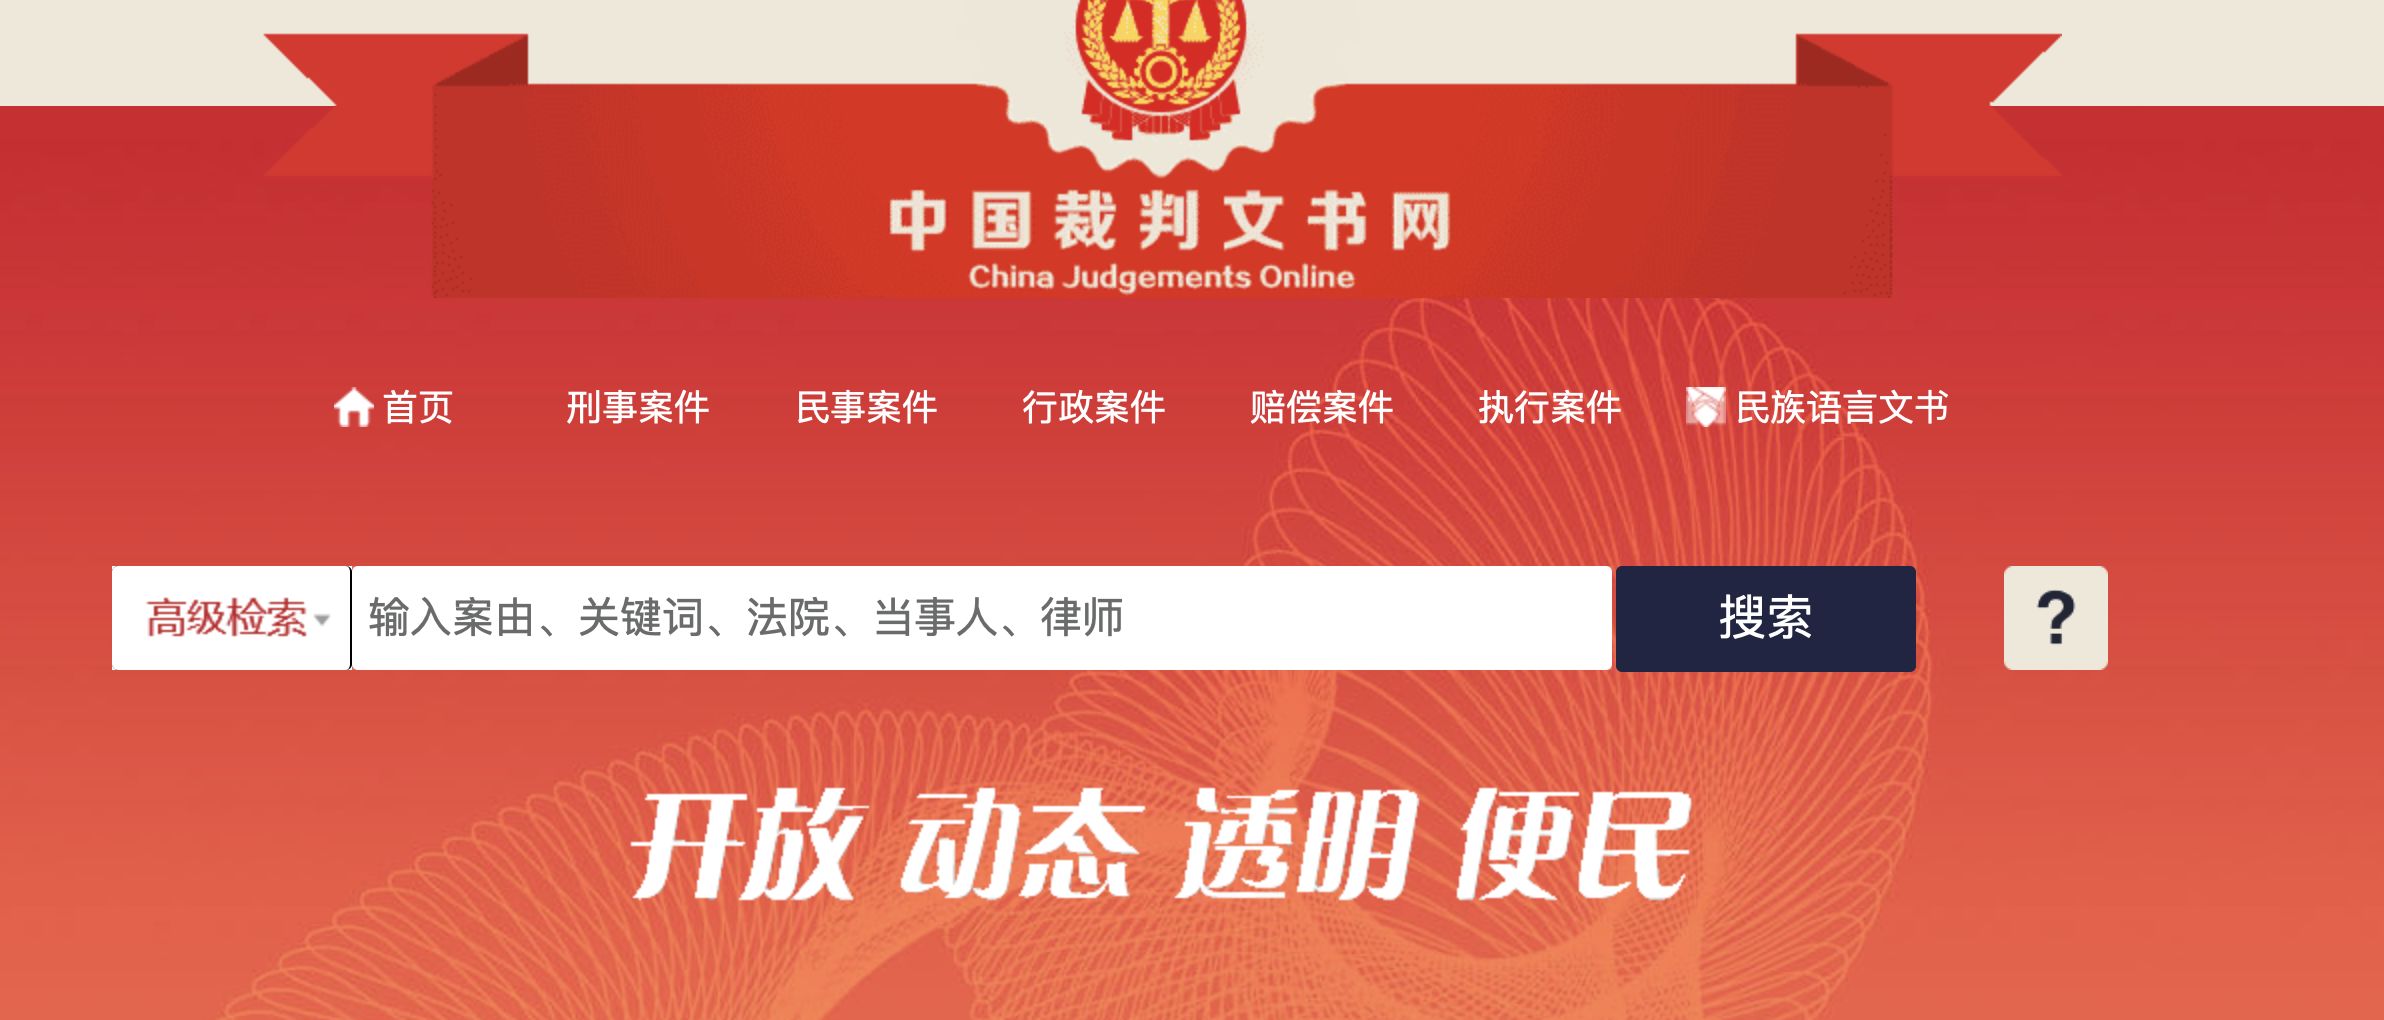 中国裁判文书网
China Judgements Online
首页 刑事案件 民事案件 行政案件 赔偿案件 执行案件 民族语言文书
高级检索 输入案由、关键词、法院、当事人、律师 搜索 ?
开放 动态 透明 便民